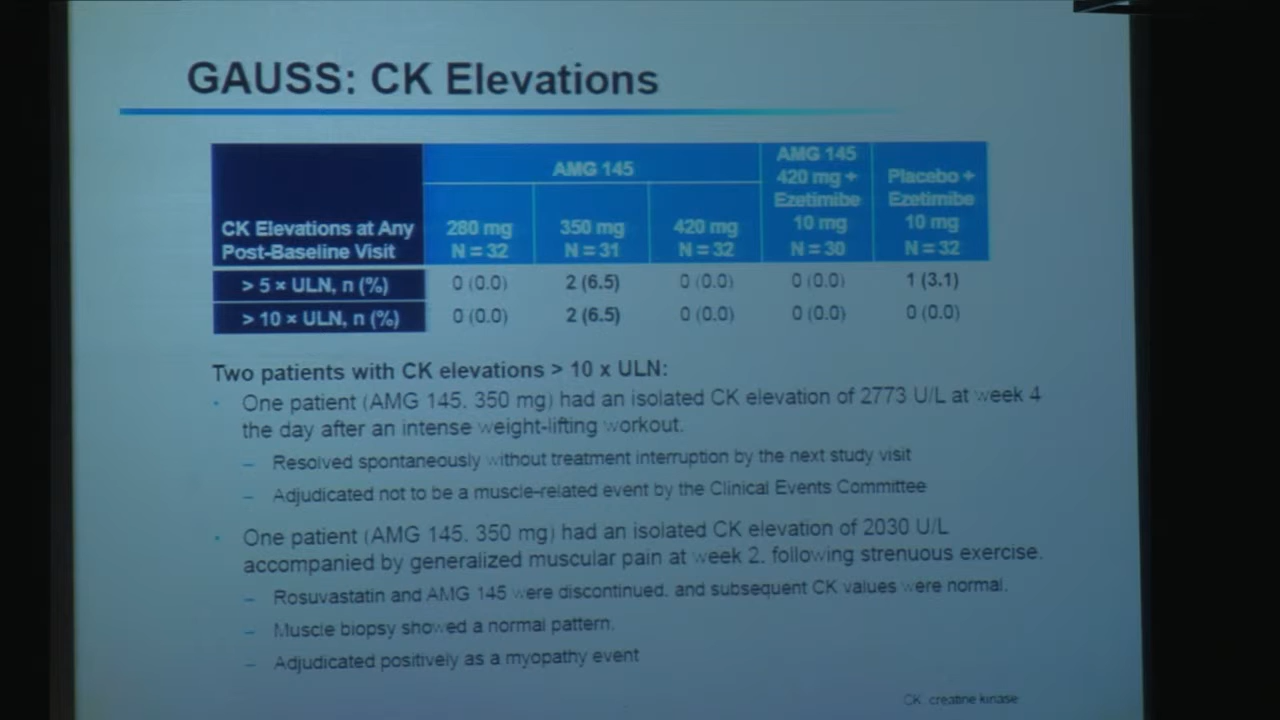 GAUSS: CK Elevations
CK Elevations at Any Post-Baseline Visit
AMG 145
280 mg N = 32
350 mg N = 31
420 mg N = 32
AMG 145 420 mg + Ezetimibe 10 mg N = 30
Placebo + Ezetimibe 10 mg N = 32
> 5 × ULN, n (%) 0 (0.0) 2 (6.5) 0 (0.0) 0 (0.0) 1 (3.1)
> 10 × ULN, n (%) 0 (0.0) 2 (6.5) 0 (0.0) 0 (0.0) 0 (0.0)
Two patients with CK elevations > 10 x ULN:
• One patient (AMG 145, 350 mg) had an isolated CK elevation of 2773 U/L at week 4
the day after an intense weight-lifting workout.
– Resolved spontaneously without treatment interruption by the next study visit
– Adjudicated not to be a muscle-related event by the Clinical Events Committee
• One patient (AMG 145, 350 mg) had an isolated CK elevation of 2030 U/L
accompanied by generalized muscular pain at week 2, following strenuous exercise.
– Rosuvastatin and AMG 145 were discontinued, and subsequent CK values were normal.
– Muscle biopsy showed a normal pattern.
– Adjudicated positively as a myopathy event
CK, creatine kinase